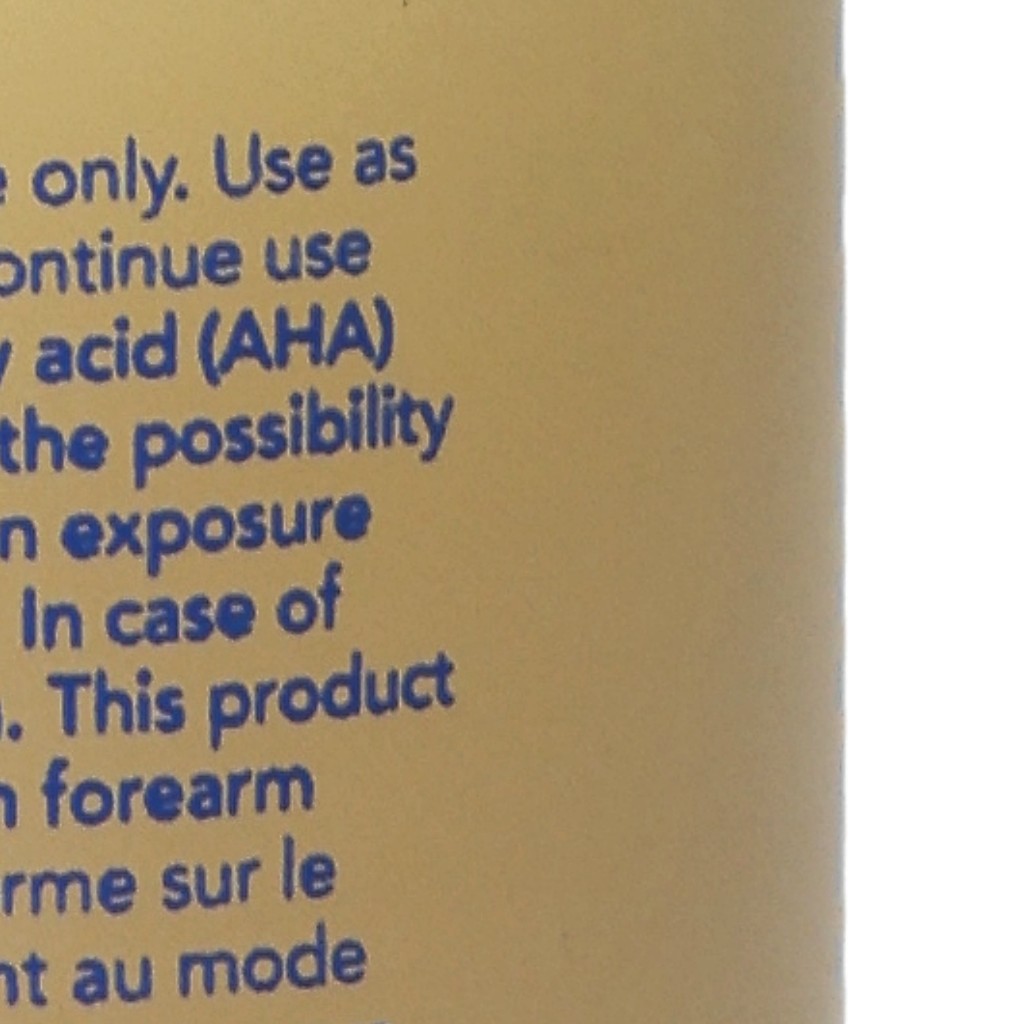 only. Use as
ontinue use
acid (AHA)
the possibility
n exposure
In case of
. This product
forearm
rme sur le
nt au mode